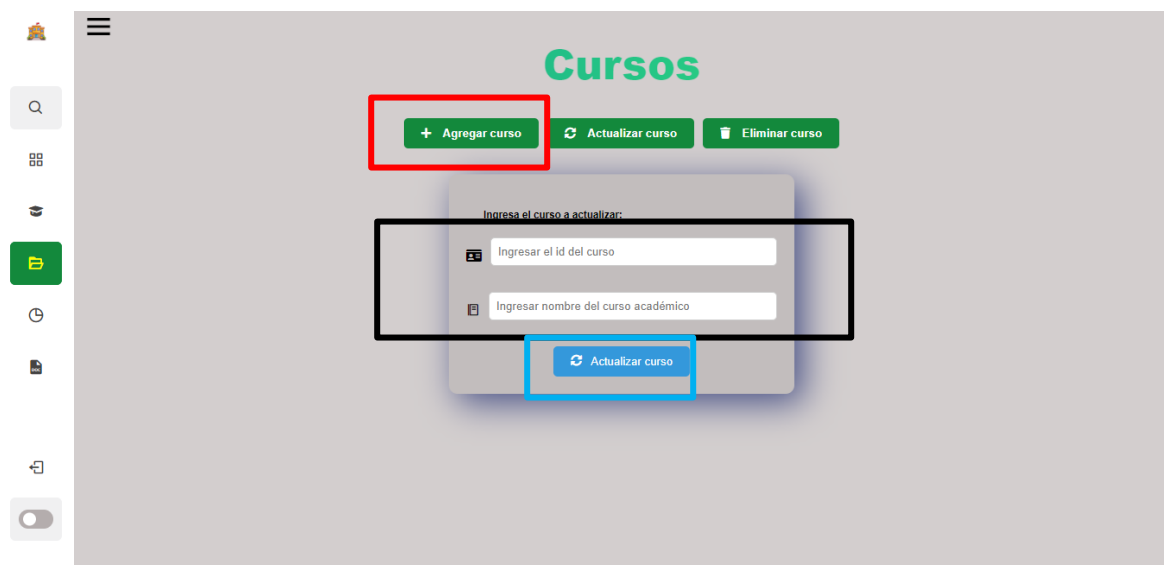 Cursos
Agregar curso
Actualizar curso
Eliminar curso
Ingresa el curso a actualizar:
Ingresar el id del curso
Ingresar nombre del curso académico
Actualizar curso